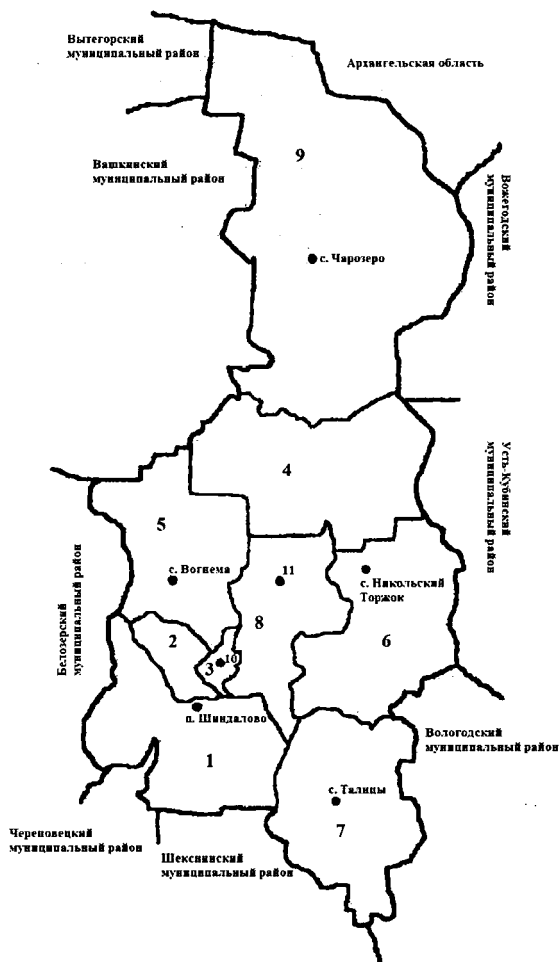 Вытегорский
муниципальный район
Архангельская область
Вашкинский
муниципальный район
9
Вожегодский
муниципальный район
с. Чарозеро
4
Усть-Кубинский
муниципальный район
5
с. Вогнема
11
с. Никольский
Торжок
Белозерский
муниципальный район
2
8
6
3
10
п. Шиндалово
Вологодский
муниципальный район
1
с. Талицы
7
Череповецкий
муниципальный район
Шекснинский
муниципальный район